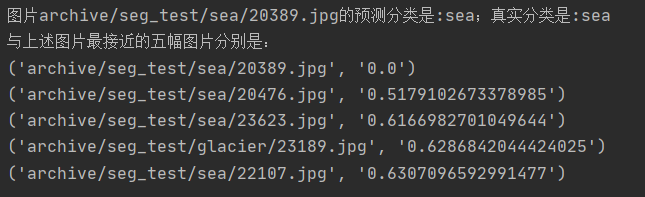 图片archive/seg_test/sea/20389.jpg的预测分类是:sea；真实分类是:sea
与上述图片最接近的五幅图片分别是：
('archive/seg_test/sea/20389.jpg', '0.0')
('archive/seg_test/sea/20476.jpg', '0.5179102673378985')
('archive/seg_test/sea/23623.jpg', '0.6166982701049644')
('archive/seg_test/glacier/23189.jpg', '0.6286842044424025')
('archive/seg_test/sea/22107.jpg', '0.6307096592991477')